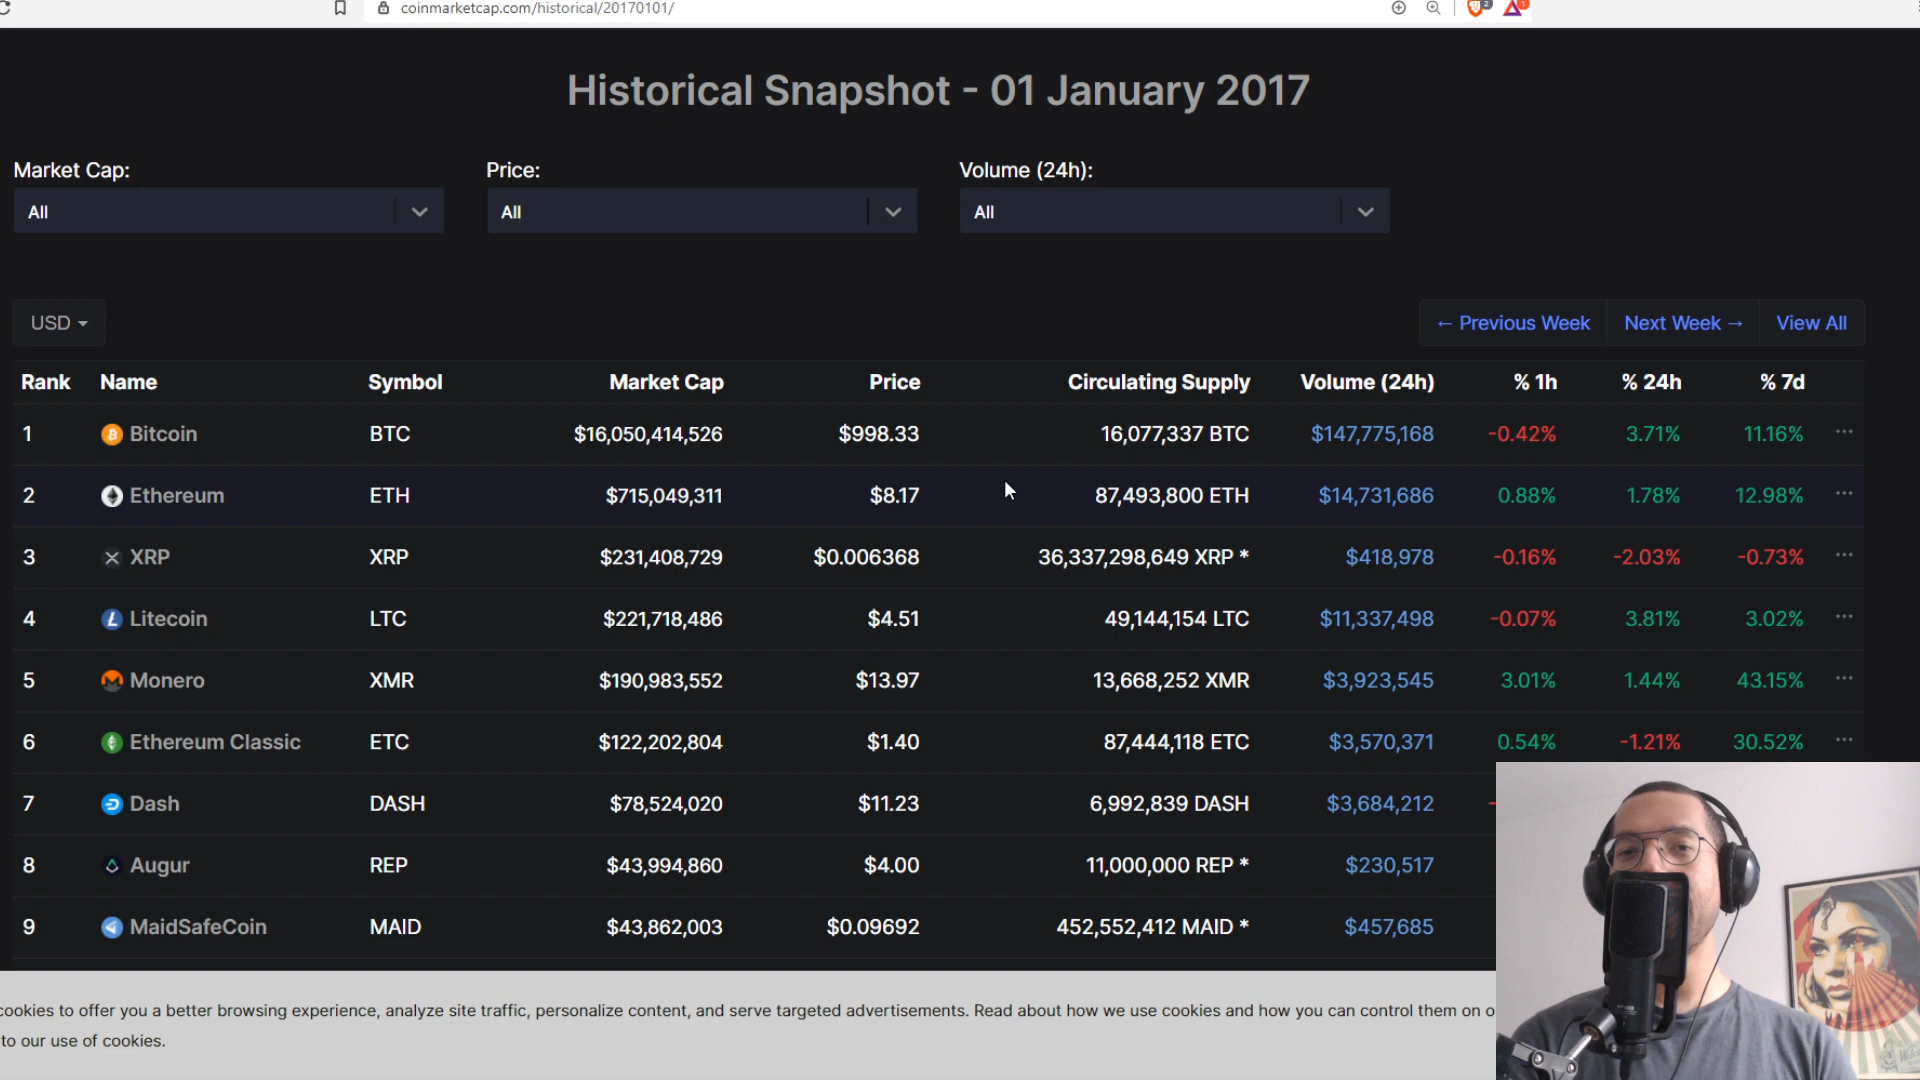 coinmarketcap.com/historical/20170101/
2
1
Historical Snapshot - 01 January 2017
Market Cap: Price: Volume (24h):
All All All
USD ← Previous Week Next Week → View All
Rank Name Symbol Market Cap Price Circulating Supply Volume (24h) % 1h % 24h % 7d
1 Bitcoin BTC $16,050,414,526 $998.33 16,077,337 BTC $147,775,168 -0.42% 3.71% 11.16% ...
2 Ethereum ETH $715,049,311 $8.17 87,493,800 ETH $14,731,686 0.88% 1.78% 12.98% ...
3 XRP XRP $231,408,729 $0.006368 36,337,298,649 XRP * $418,978 -0.16% -2.03% -0.73% ...
4 Litecoin LTC $221,718,486 $4.51 49,144,154 LTC $11,337,498 -0.07% 3.81% 3.02% ...
5 Monero XMR $190,983,552 $13.97 13,668,252 XMR $3,923,545 3.01% 1.44% 43.15% ...
6 Ethereum Classic ETC $122,202,804 $1.40 87,444,118 ETC $3,570,371 0.54% -1.21% 30.52% ...
7 Dash DASH $78,524,020 $11.23 6,992,839 DASH $3,684,212 -
8 Augur REP $43,994,860 $4.00 11,000,000 REP * $230,517
9 MaidSafeCoin MAID $43,862,003 $0.09692 452,552,412 MAID * $457,685
cookies to offer you a better browsing experience, analyze site traffic, personalize content, and serve targeted advertisements. Read about how we use cookies and how you can control them on o
to our use of cookies.